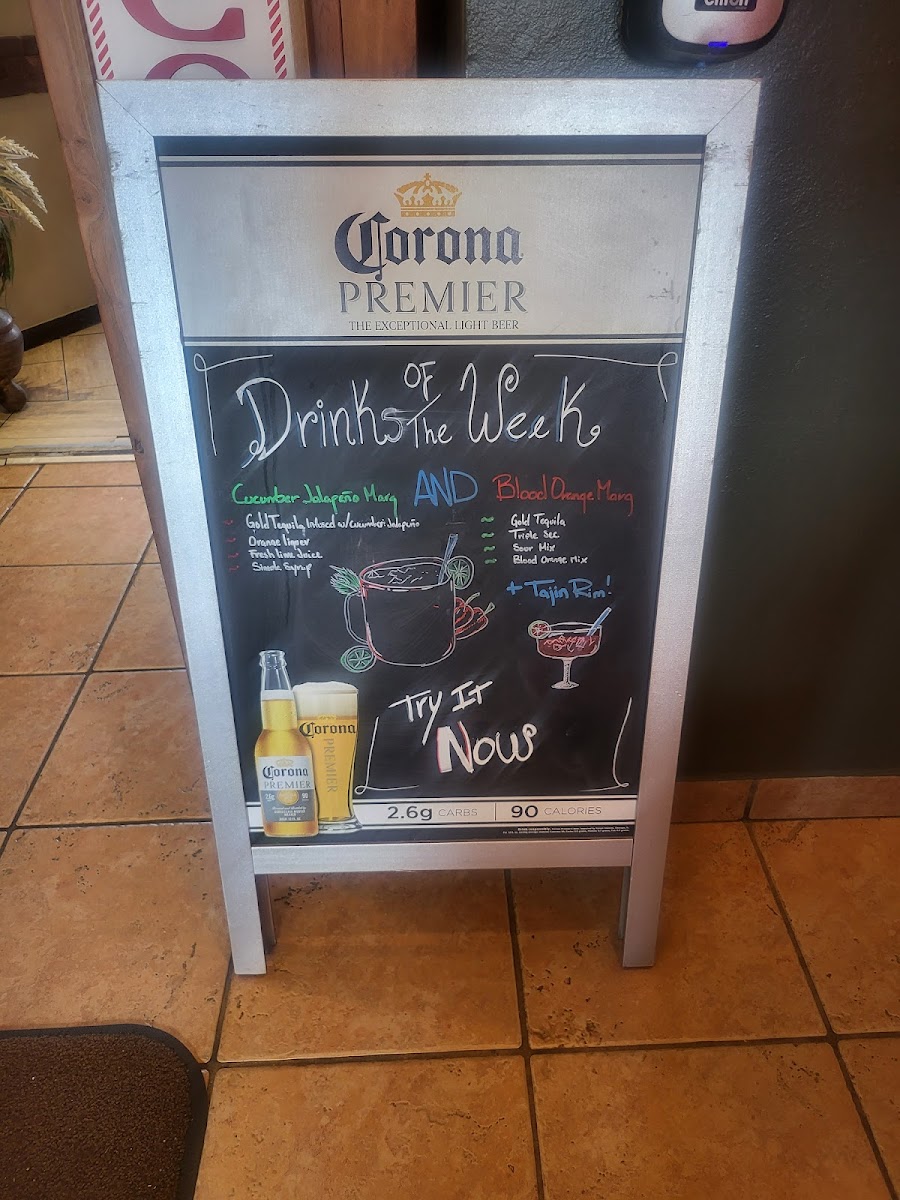 CO
Corona
PREMIER
THE EXCEPTIONAL LIGHT BEER
Drinks OF The Week
Cucumber Jalapeño Marg AND Blood Orange Marg
Gold Tequila Infused w/Cucumber Jalapeño
Orange liquer
Fresh lime Juice
Simple Syrup
Gold Tequila
Triple Sec
Sour Mix
Blood Orange Mix
+ Tajin Rim!
Try It
Now
Corona
PREMIER
Corona
PREMIER
2.6g CARBS 90 CALORIES